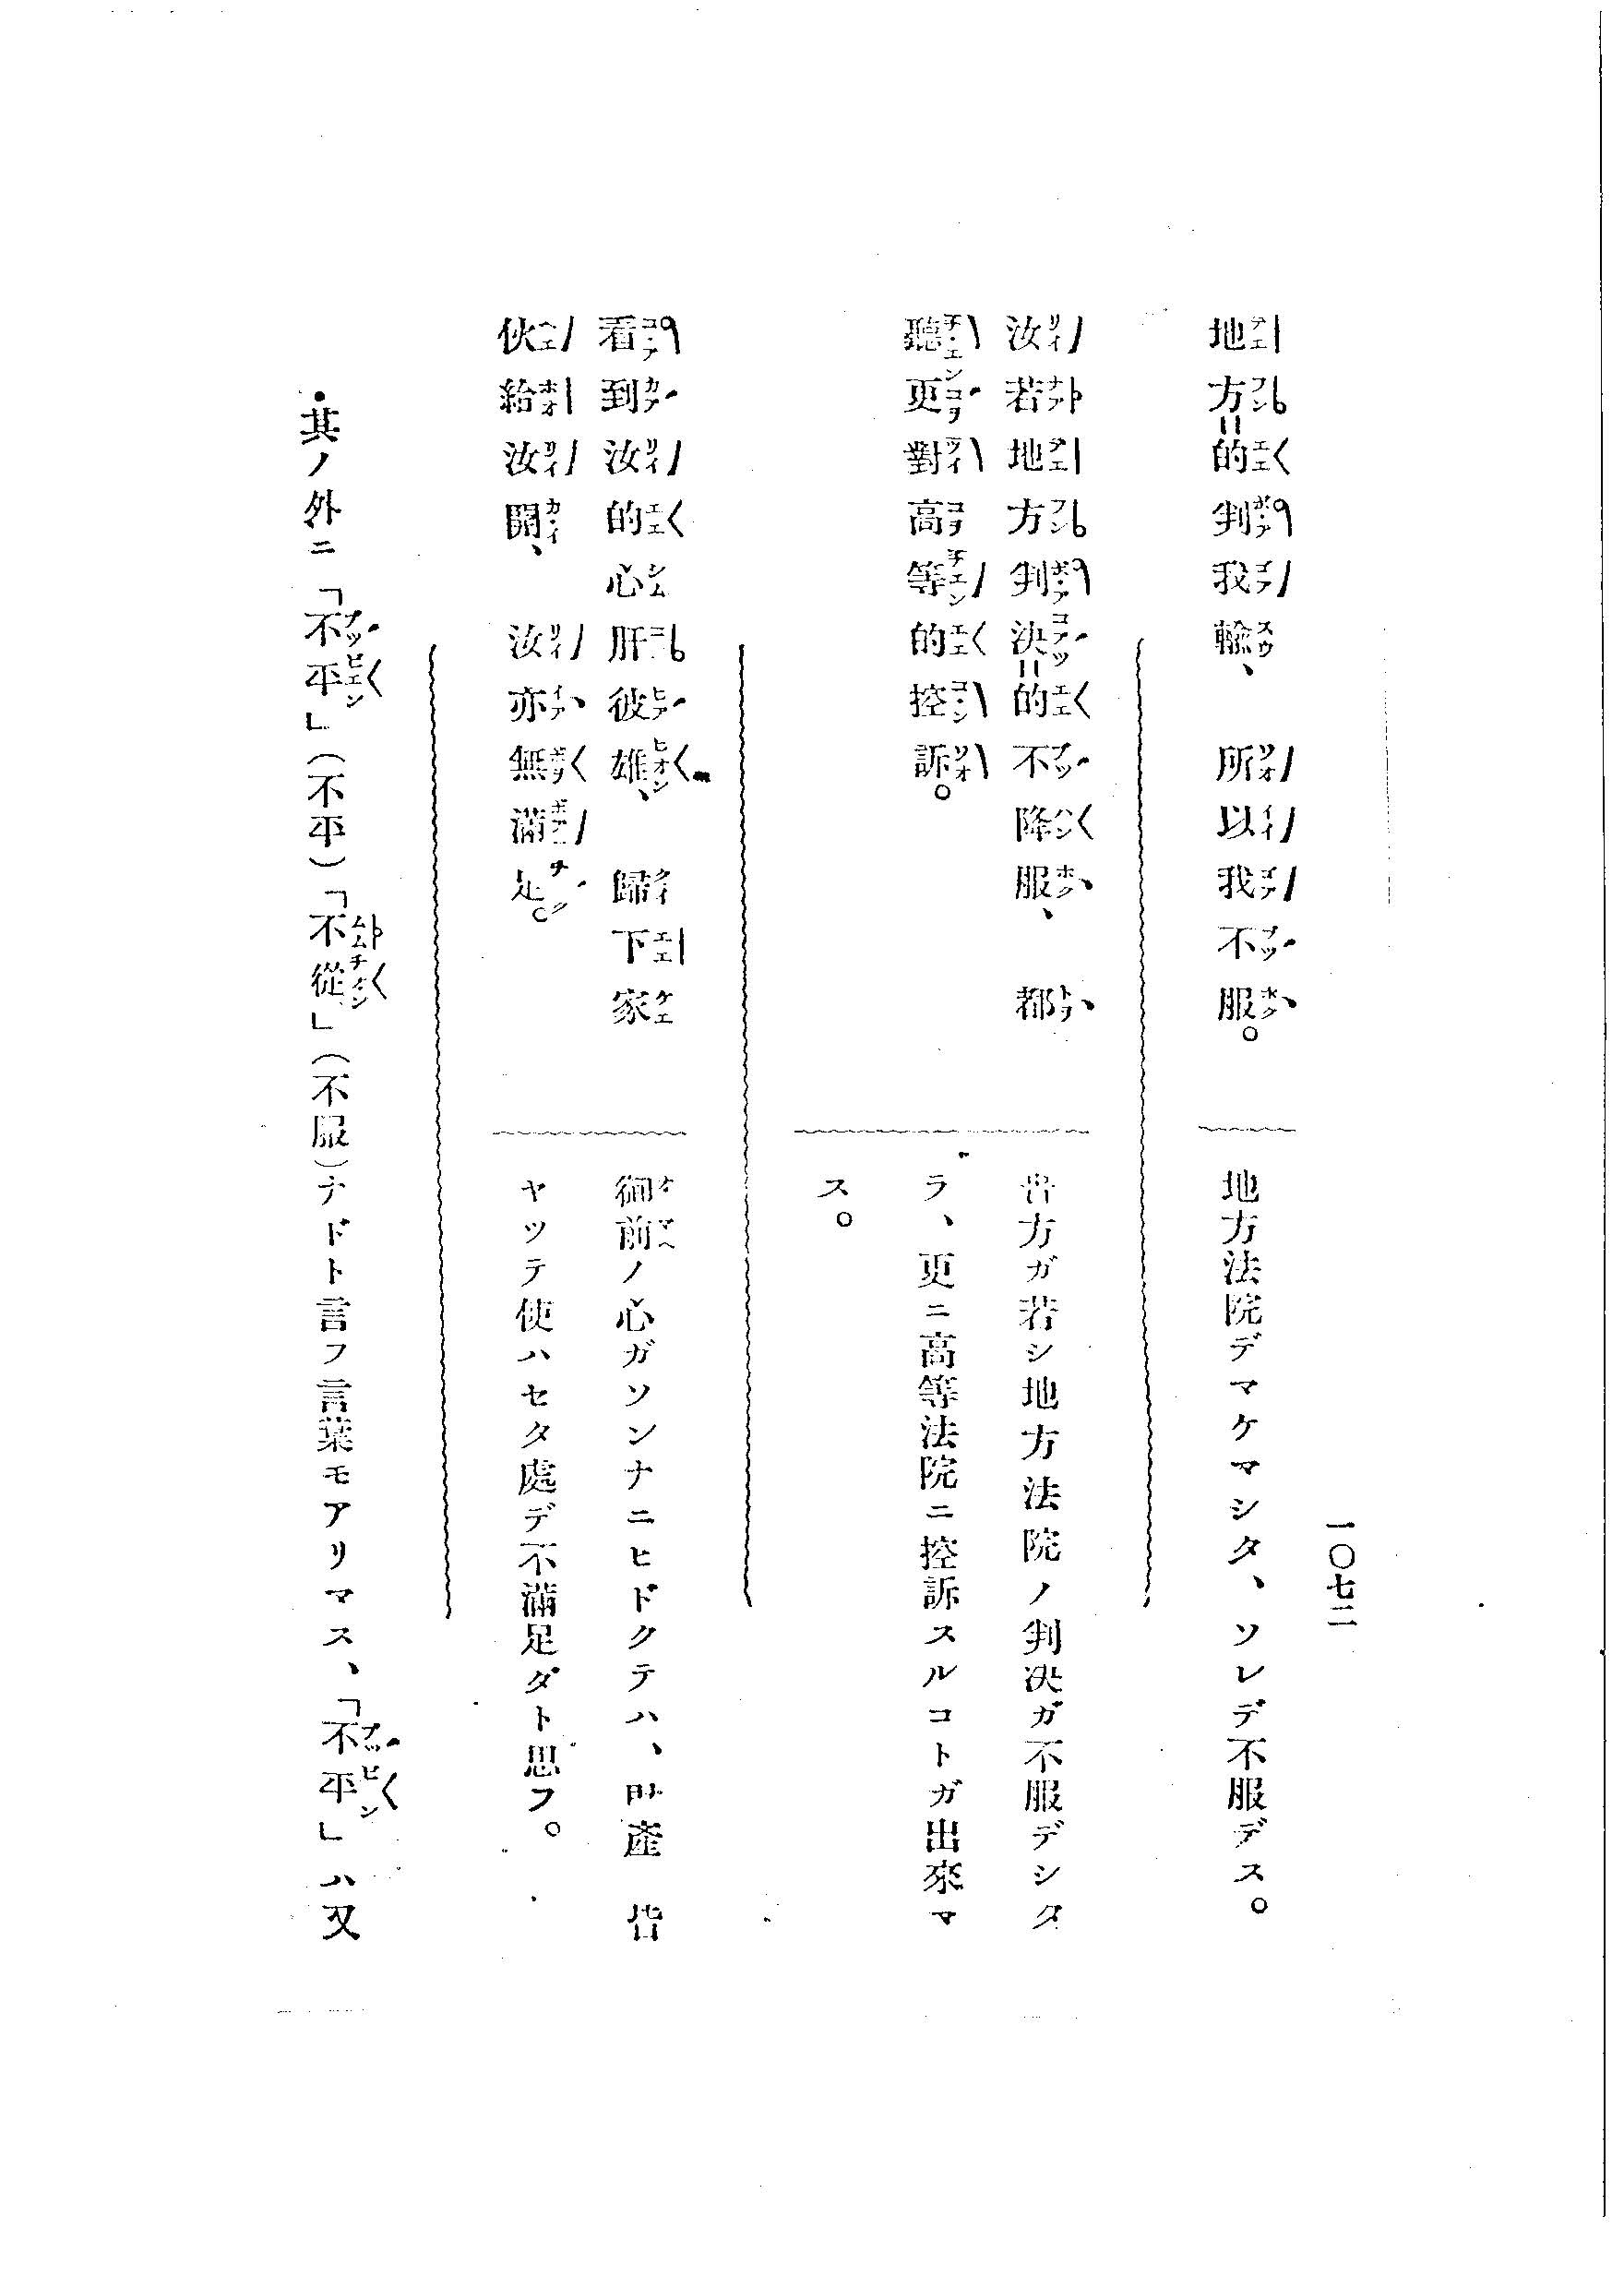 一〇七二
地方＝的判我輸、所以我不服。
地方法院デマケマシタ、ソレデ不服デス。
汝若地方判決＝的不降服、都
聽更對高等的控訴。
貴方ガ若シ地方法院ノ判決ガ不服デシタ
ラ、更ニ高等法院ニ控訴スルコトガ出來マ
ス。
看到汝的心肝彼雄、歸下家
伙給汝開、汝亦無滿足。
御前ノ心ガソンナニヒドクテハ、財產皆
ヤッテ使ハセタ處デ不滿足ダト思フ。
・其ノ外ニ「不平」(不平)「不從」(不服)ナドト言フ言葉モアリマス、「不平」ハ又